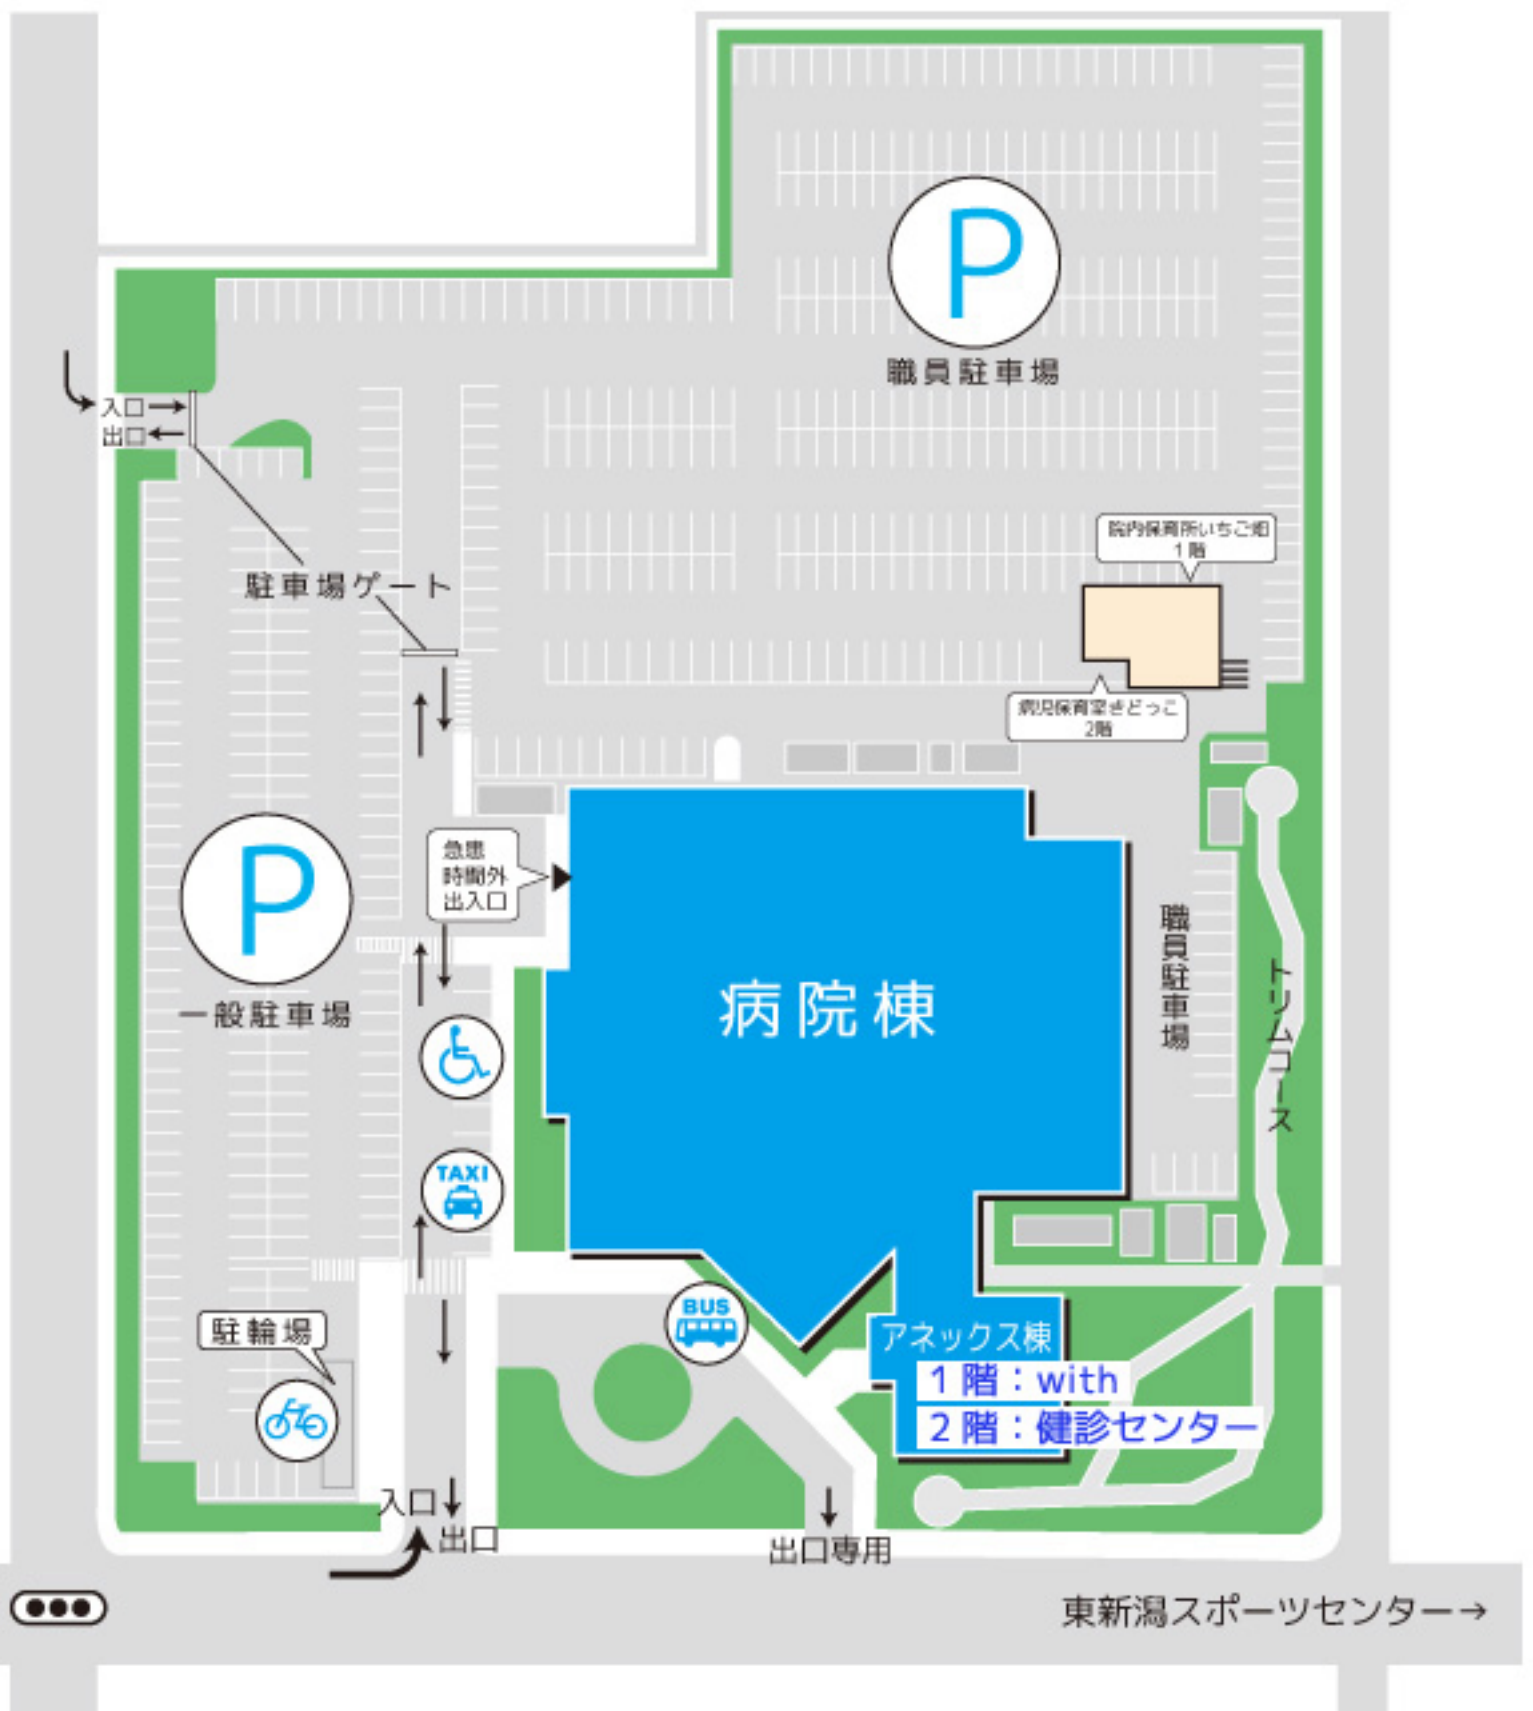 P
職員駐車場
入口
出口
駐車場ゲート
院内保育所いちご畑
1階
病児保育室きどっこ
2階
急患
時間外
出入口
P
一般駐車場
病院棟
職員駐車場
トリムコース
TAXI
BUS
駐輪場
アネックス棟
1階：with
2階：健診センター
入口
出口
出口専用
東新潟スポーツセンター→